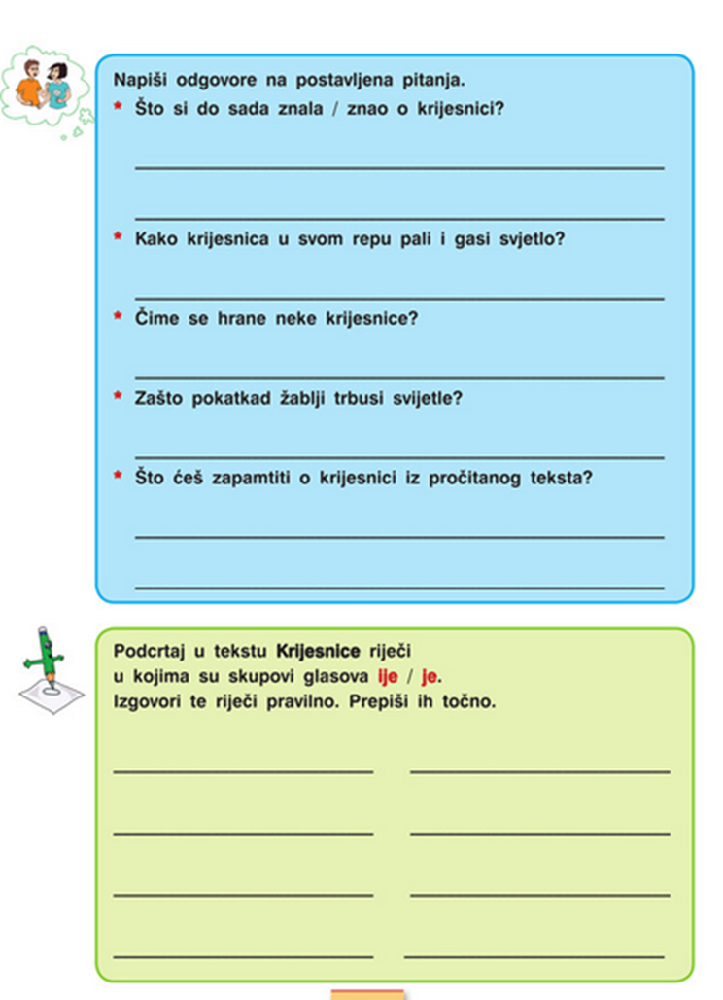 Napiši odgovore na postavljena pitanja.
* Što si do sada znala / znao o krijesnici?
* Kako krijesnica u svom repu pali i gasi svjetlo?
* Čime se hrane neke krijesnice?
* Zašto pokatkad žablji trbusi svijetle?
* Što ćeš zapamtiti o krijesnici iz pročitanog teksta?
Podcrtaj u tekstu Krijesnice riječi
u kojima su skupovi glasova ije / je.
Izgovori te riječi pravilno. Prepiši ih točno.